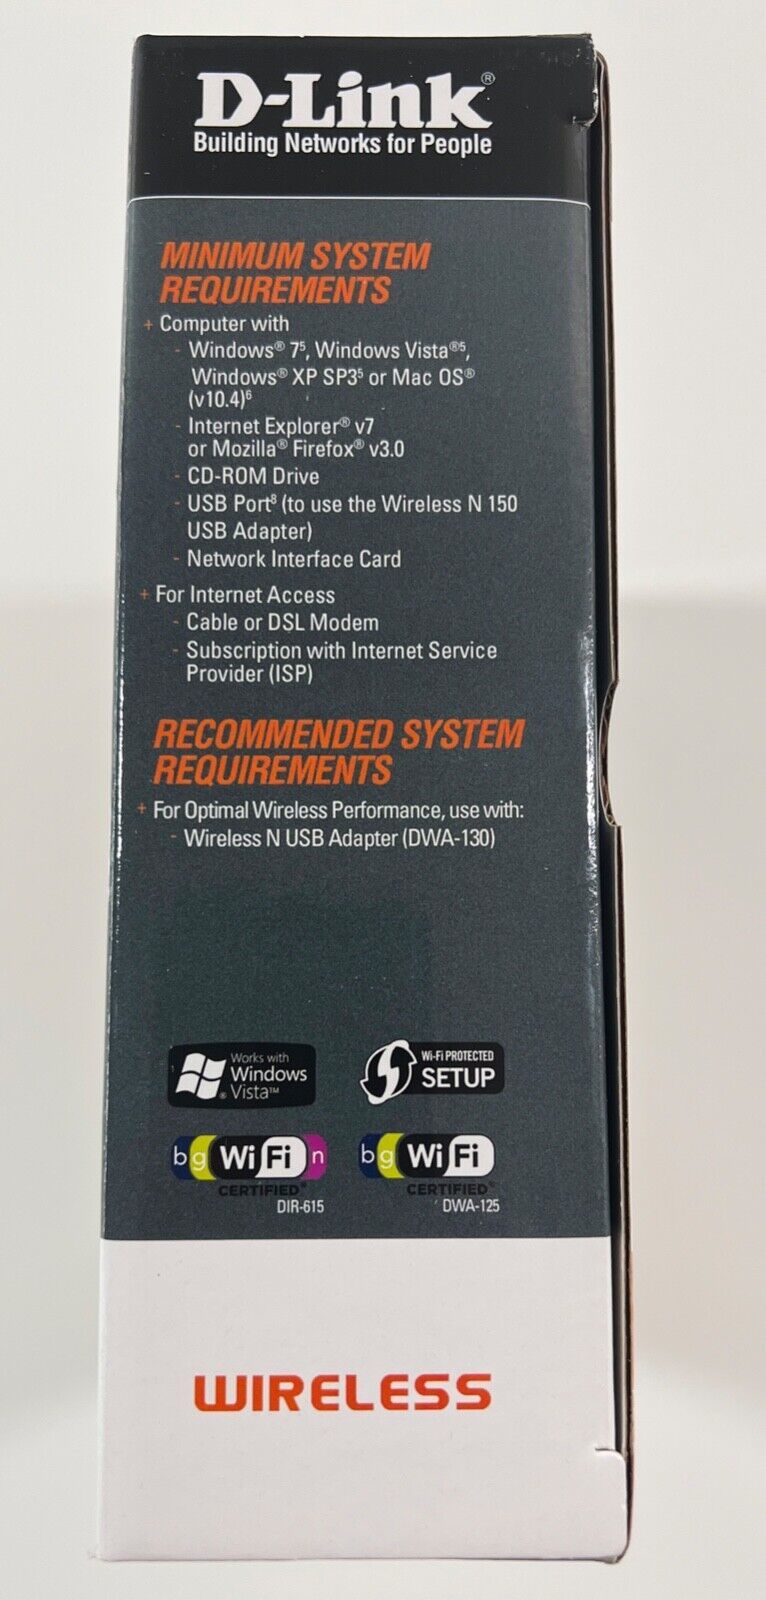 D-Link®
Building Networks for People
MINIMUM SYSTEM
REQUIREMENTS
+ Computer with
- Windows® 7⁵, Windows Vista®⁵,
Windows® XP SP3⁵ or Mac OS®
(v10.4)⁶
- Internet Explorer® v7
or Mozilla® Firefox® v3.0
- CD-ROM Drive
- USB Port⁸ (to use the Wireless N 150
USB Adapter)
- Network Interface Card
+ For Internet Access
- Cable or DSL Modem
- Subscription with Internet Service
Provider (ISP)
RECOMMENDED SYSTEM
REQUIREMENTS
+ For Optimal Wireless Performance, use with:
- Wireless N USB Adapter (DWA-130)
Works with
Windows
® Vista™
Wi-Fi PROTECTED
SETUP
b g Wi Fi n
CERTIFIED®
DIR-615
b g Wi Fi
CERTIFIED®
DWA-125
WIRELESS